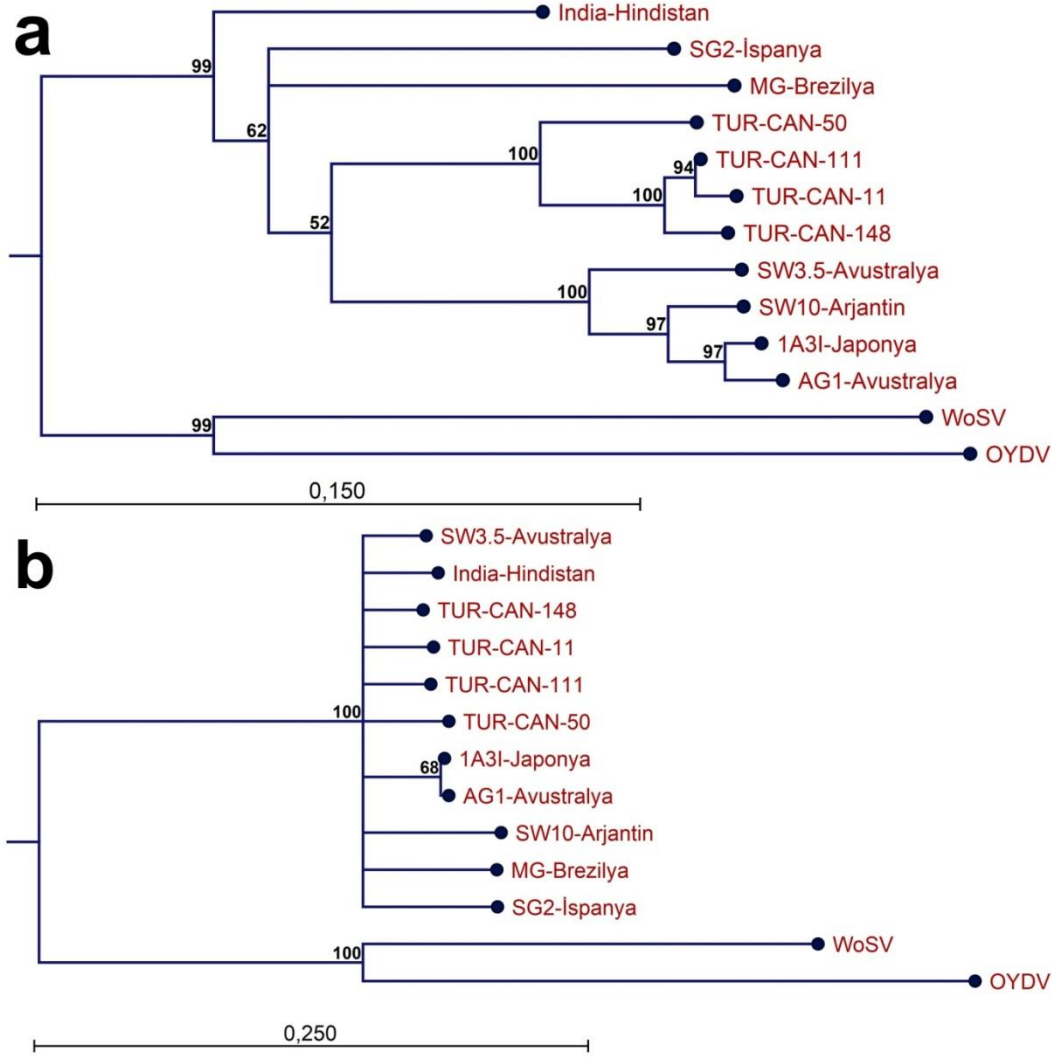 a
India-Hindistan
99
SG2-İspanya
MG-Brezilya
62
TUR-CAN-50
100
TUR-CAN-111
94
TUR-CAN-11
100
52
TUR-CAN-148
SW3.5-Avustralya
100
SW10-Arjantin
97
1A3I-Japonya
97
AG1-Avustralya
WoSV
99
OYDV
0,150
b
SW3.5-Avustralya
India-Hindistan
TUR-CAN-148
TUR-CAN-11
TUR-CAN-111
100
TUR-CAN-50
1A3I-Japonya
68
AG1-Avustralya
SW10-Arjantin
MG-Brezilya
SG2-İspanya
WoSV
100
OYDV
0,250